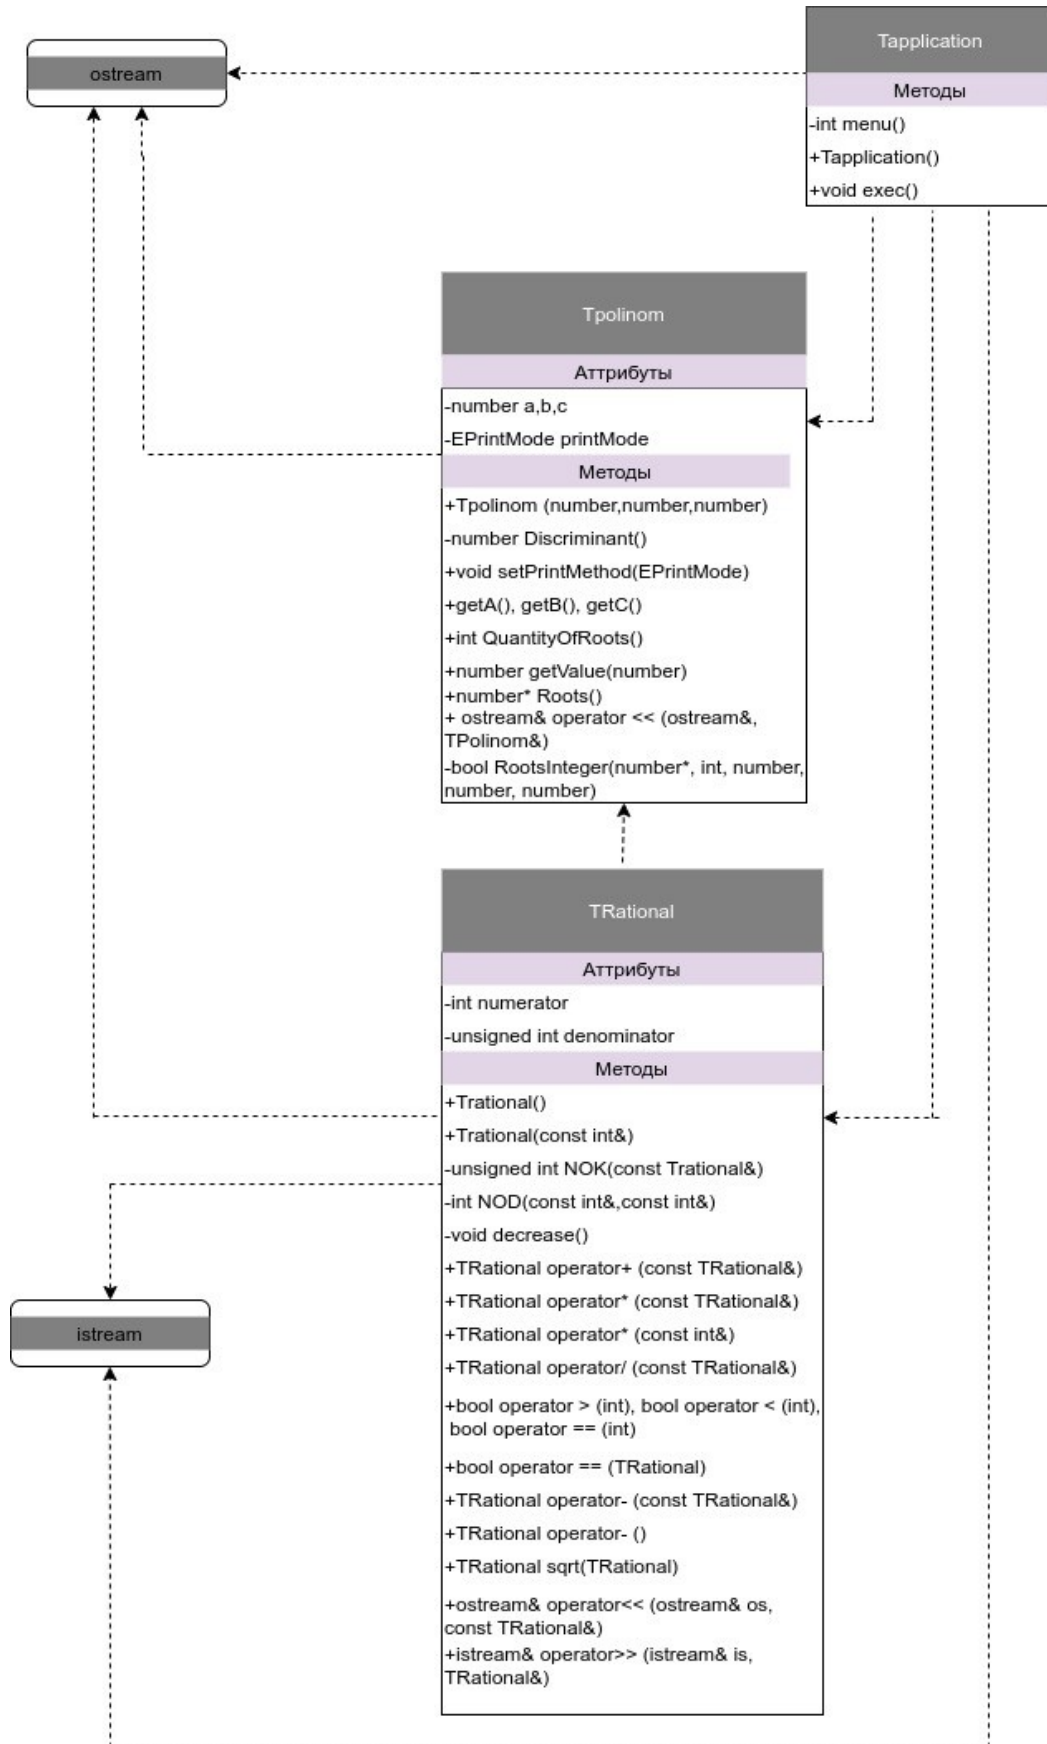 ostream
Tapplication
Методы
-int menu()
+Tapplication()
+void exec()
Tpolinom
Аттрибуты
-number a,b,c
-EPrintMode printMode
Методы
+Tpolinom (number,number,number)
-number Discriminant()
+void setPrintMethod(EPrintMode)
+getA(), getB(), getC()
+int QuantityOfRoots()
+number getValue(number)
+number* Roots()
+ ostream& operator << (ostream&,
TPolinom&)
-bool RootsInteger(number*, int, number,
number, number)
TRational
Аттрибуты
-int numerator
-unsigned int denominator
Методы
+Trational()
+Trational(const int&)
-unsigned int NOK(const Trational&)
-int NOD(const int&,const int&)
-void decrease()
+TRational operator+ (const TRational&)
+TRational operator* (const TRational&)
+TRational operator* (const int&)
+TRational operator/ (const TRational&)
+bool operator > (int), bool operator < (int),
bool operator == (int)
+bool operator == (TRational)
+TRational operator- (const TRational&)
+TRational operator- ()
+TRational sqrt(TRational)
+ostream& operator<< (ostream& os,
const TRational&)
+istream& operator>> (istream& is,
TRational&)
istream